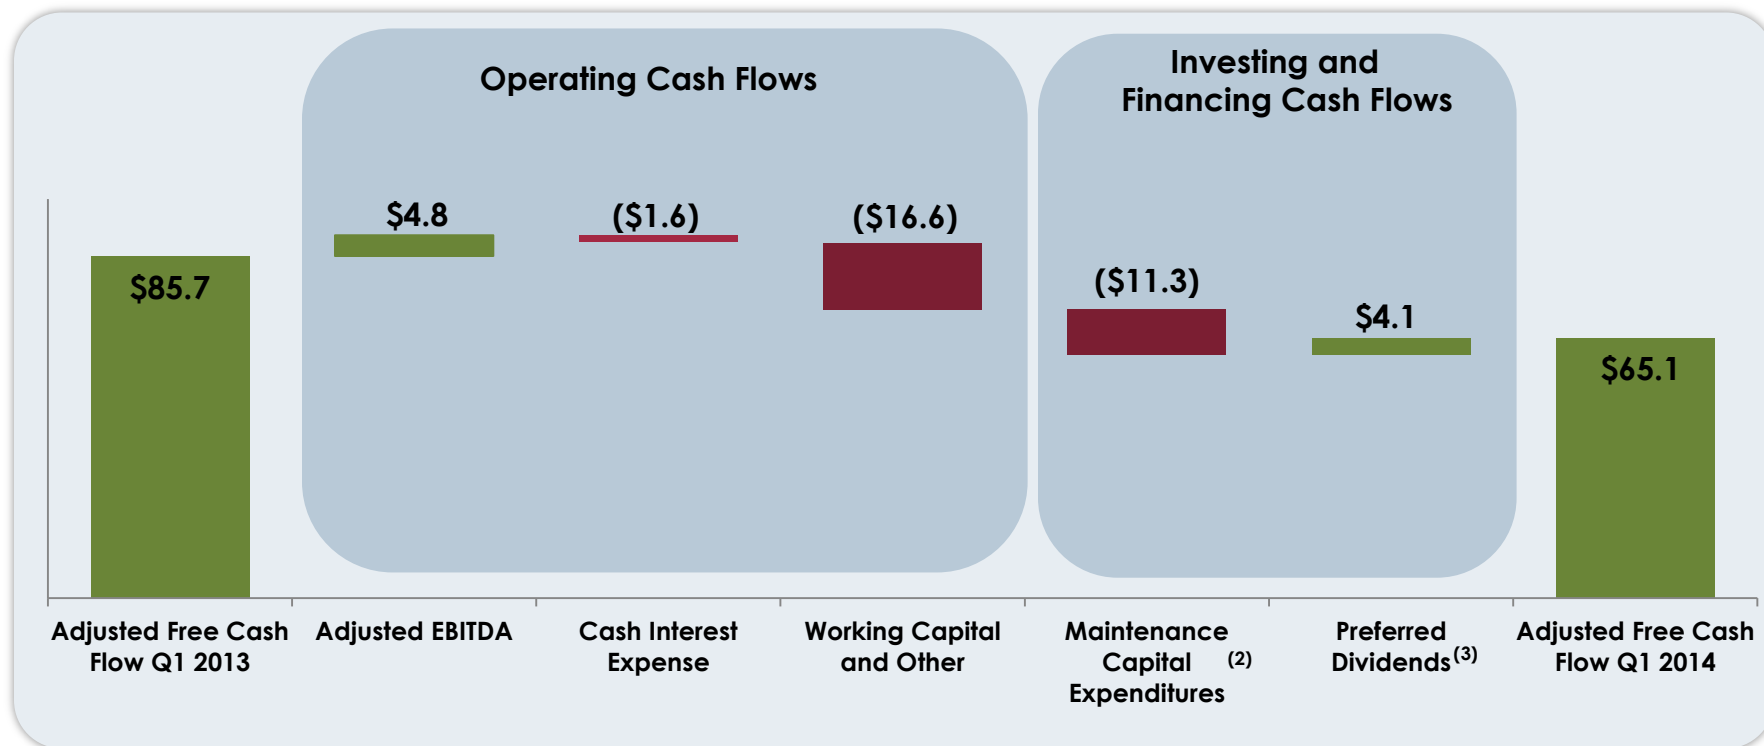 Operating Cash Flows
Investing and
Financing Cash Flows
$85.7
$4.8
($1.6)
($16.6)
($11.3)
$4.1
$65.1
Adjusted Free Cash
Flow Q1 2013
Adjusted EBITDA
Cash Interest
Expense
Working Capital
and Other
Maintenance
Capital (2)
Expenditures
Preferred
Dividends(3)
Adjusted Free Cash
Flow Q1 2014